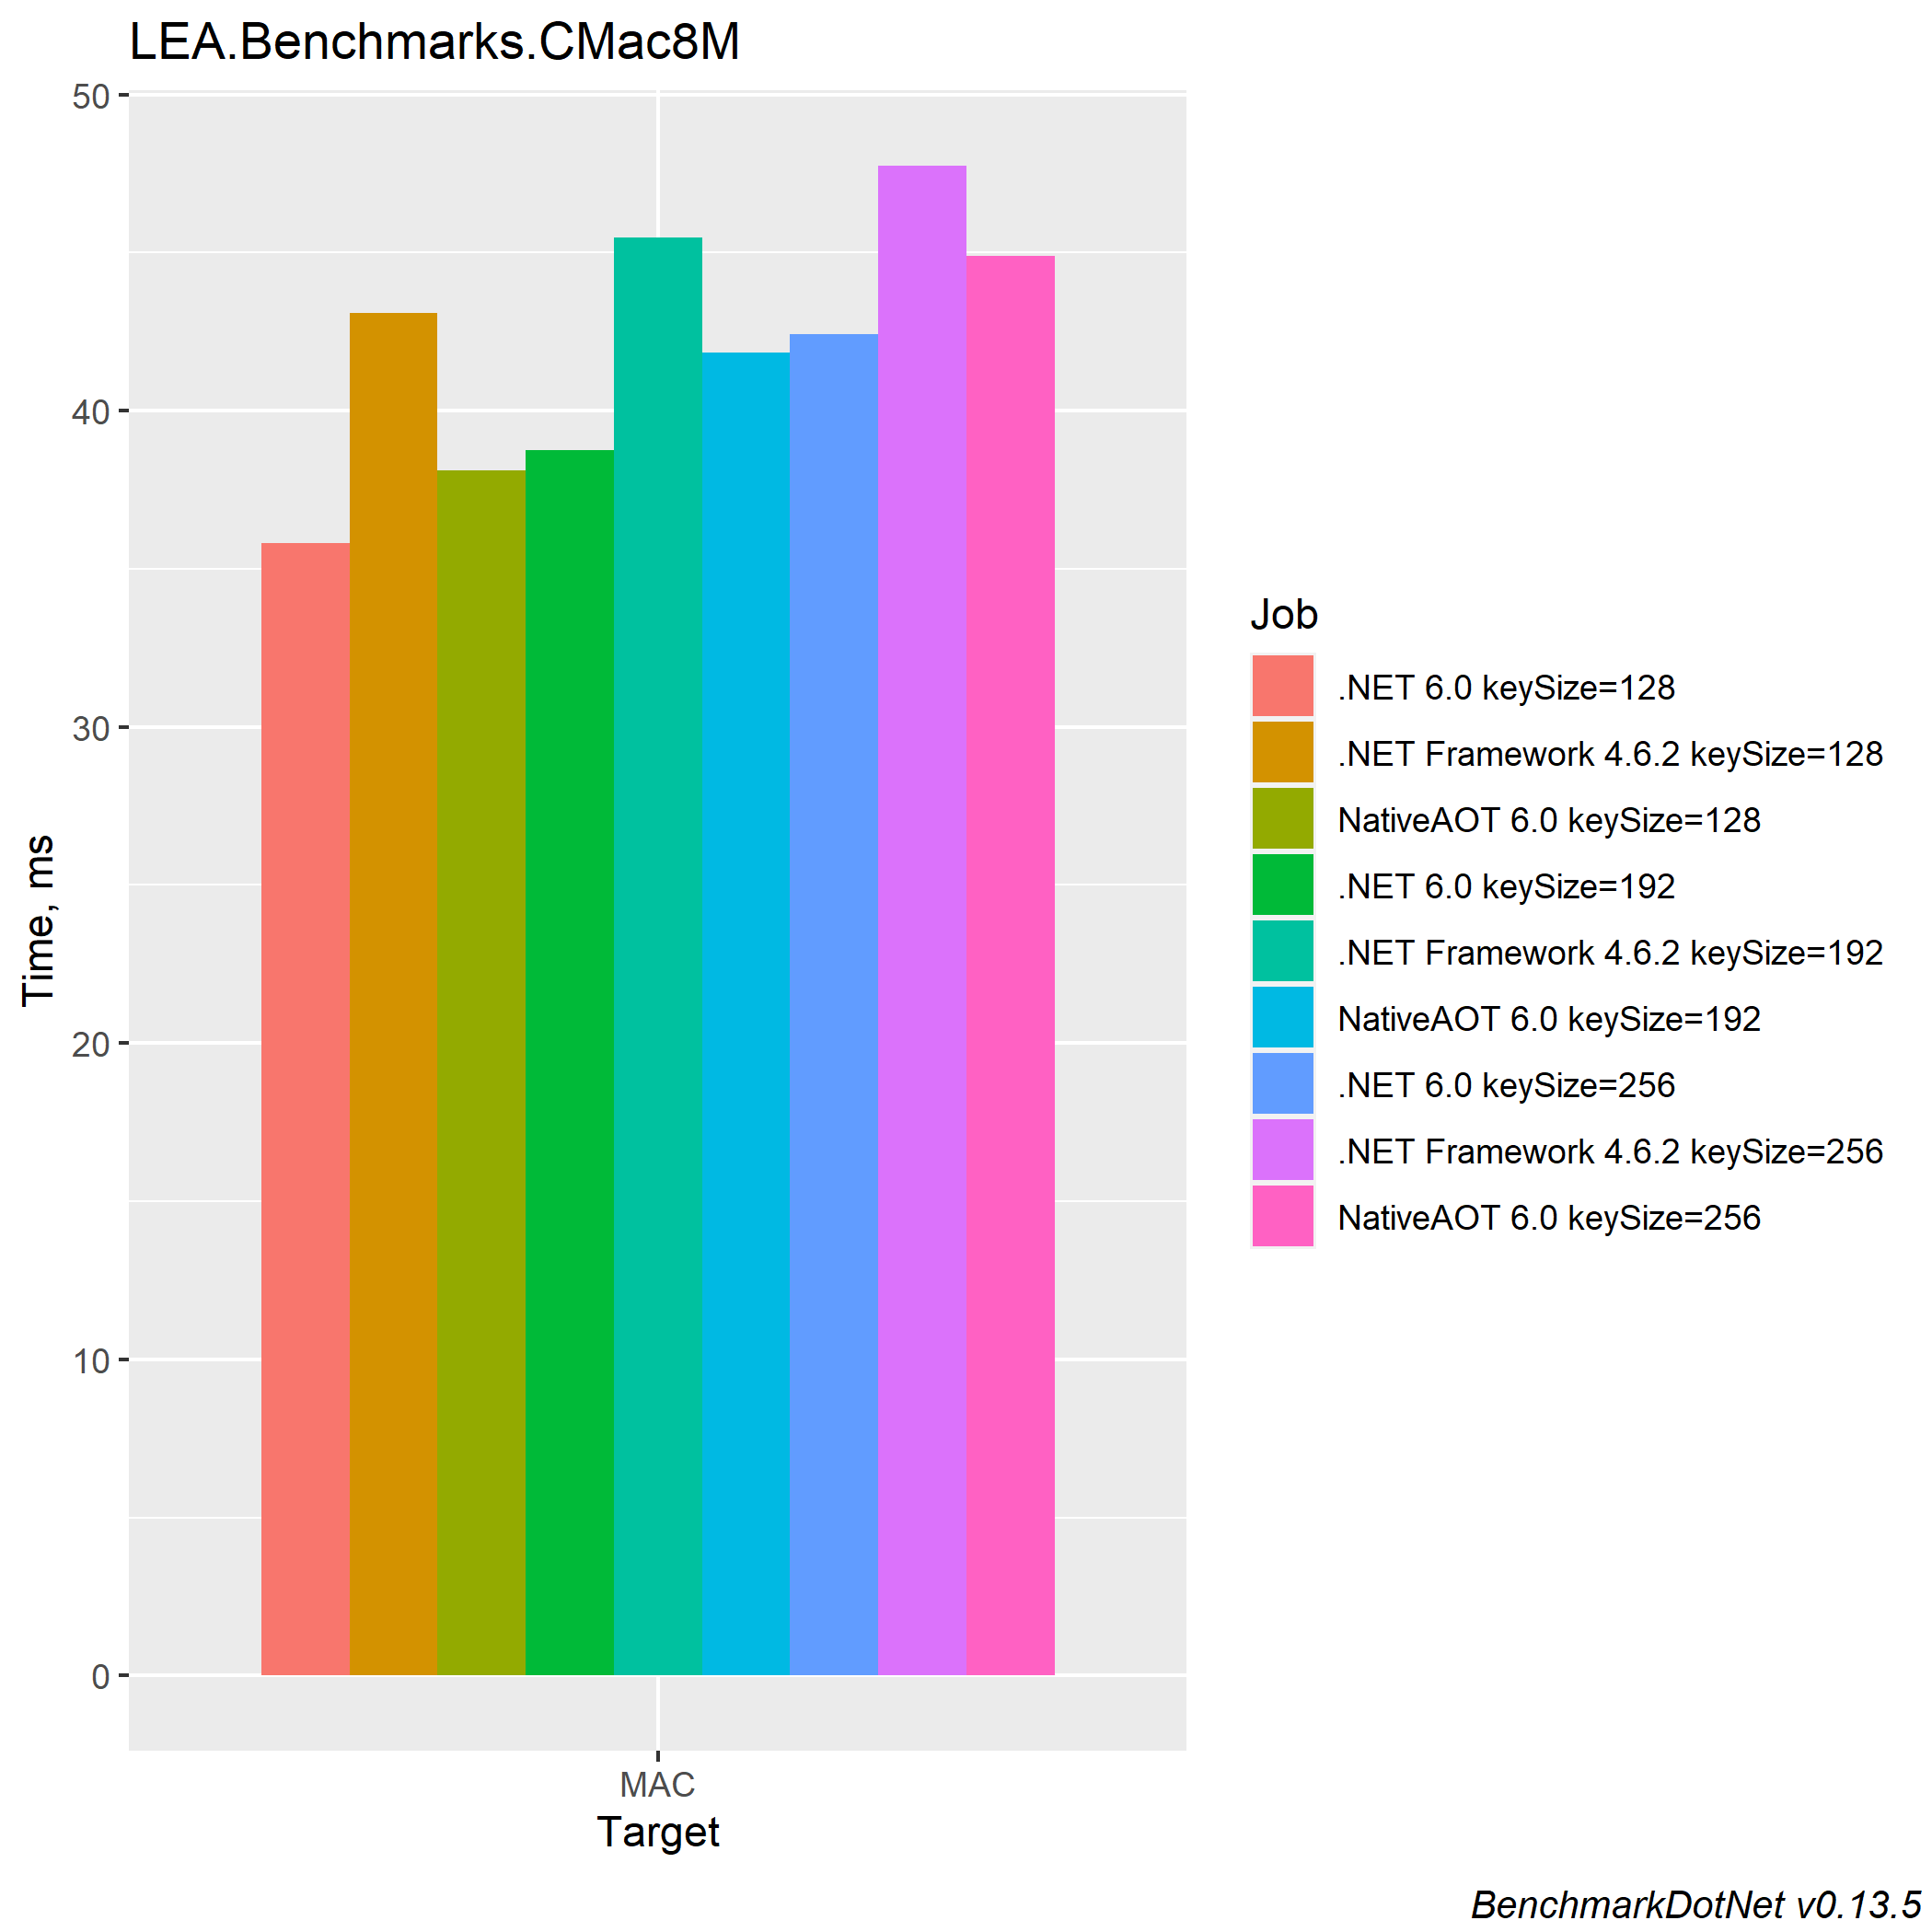 LEA.Benchmarks.CMac8M
50
40
30
20
10
0
Time, ms
MAC
Target
Job
.NET 6.0 keySize=128
.NET Framework 4.6.2 keySize=128
NativeAOT 6.0 keySize=128
.NET 6.0 keySize=192
.NET Framework 4.6.2 keySize=192
NativeAOT 6.0 keySize=192
.NET 6.0 keySize=256
.NET Framework 4.6.2 keySize=256
NativeAOT 6.0 keySize=256
BenchmarkDotNet v0.13.5